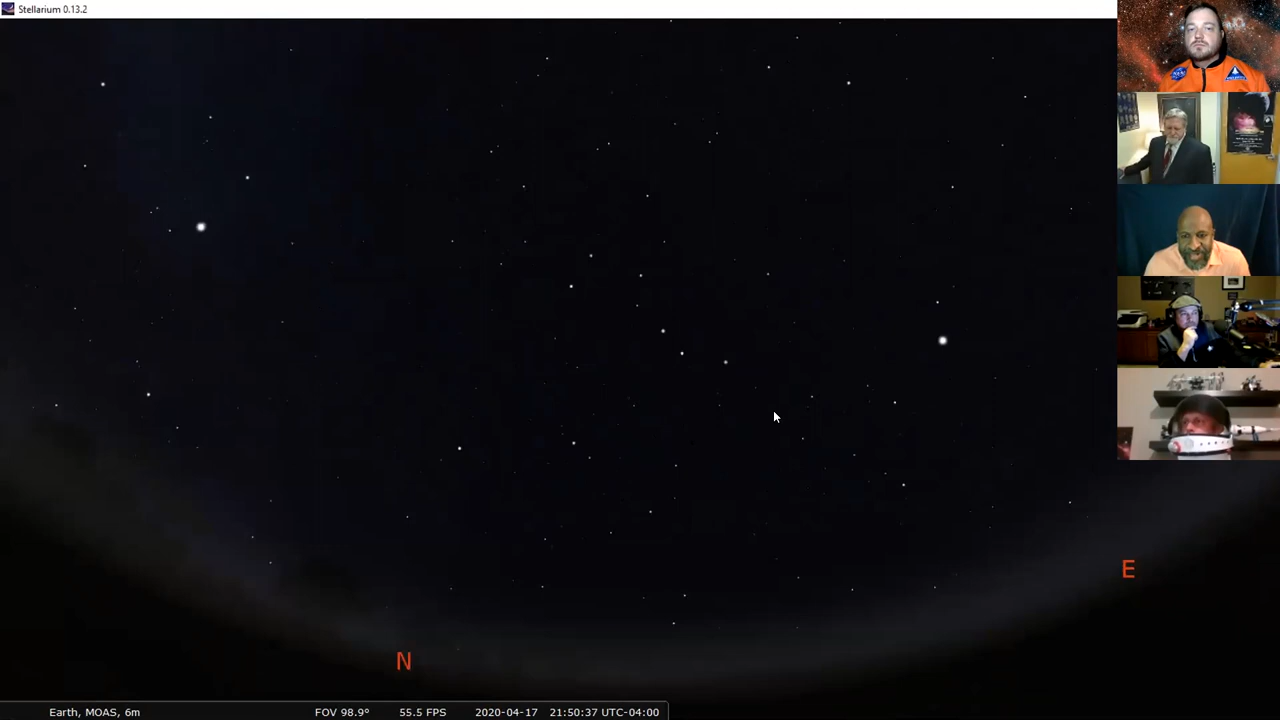 Stellarium 0.13.2
E
N
Earth, MOAS, 6m FOV 98.9° 55.5 FPS 2020-04-17 21:50:37 UTC-04:00